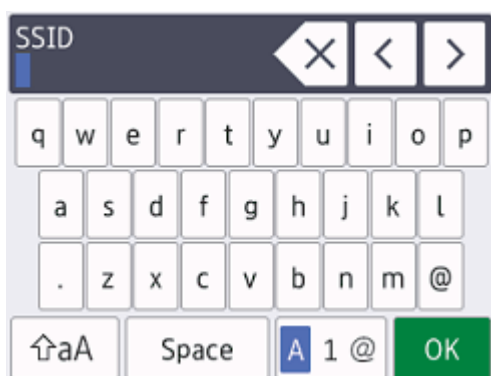 SSID
q w e r t y u i o p
a s d f g h j k l
. z x c v b n m @
aA Space A 1 @ OK